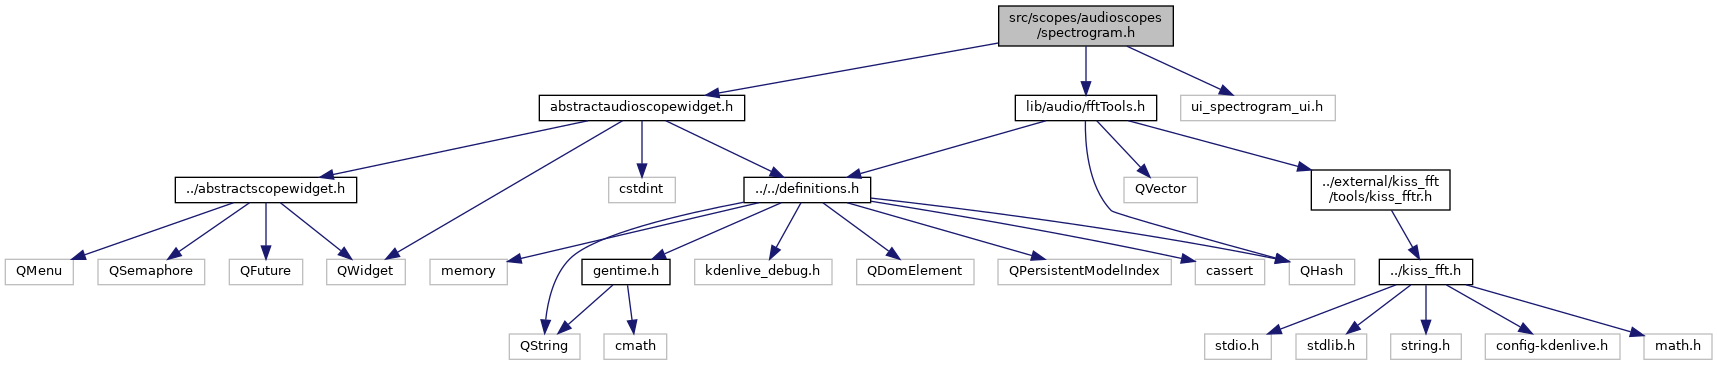 src/scopes/audioscopes
/spectrogram.h
abstractaudioscopewidget.h
lib/audio/fftTools.h
ui_spectrogram_ui.h
../abstractscopewidget.h
cstdint
../../definitions.h
QVector
../external/kiss_fft
/tools/kiss_fftr.h
QMenu
QSemaphore
QFuture
QWidget
memory
gentime.h
kdenlive_debug.h
QDomElement
QPersistentModelIndex
cassert
QHash
../kiss_fft.h
QString
cmath
stdio.h
stdlib.h
string.h
config-kdenlive.h
math.h